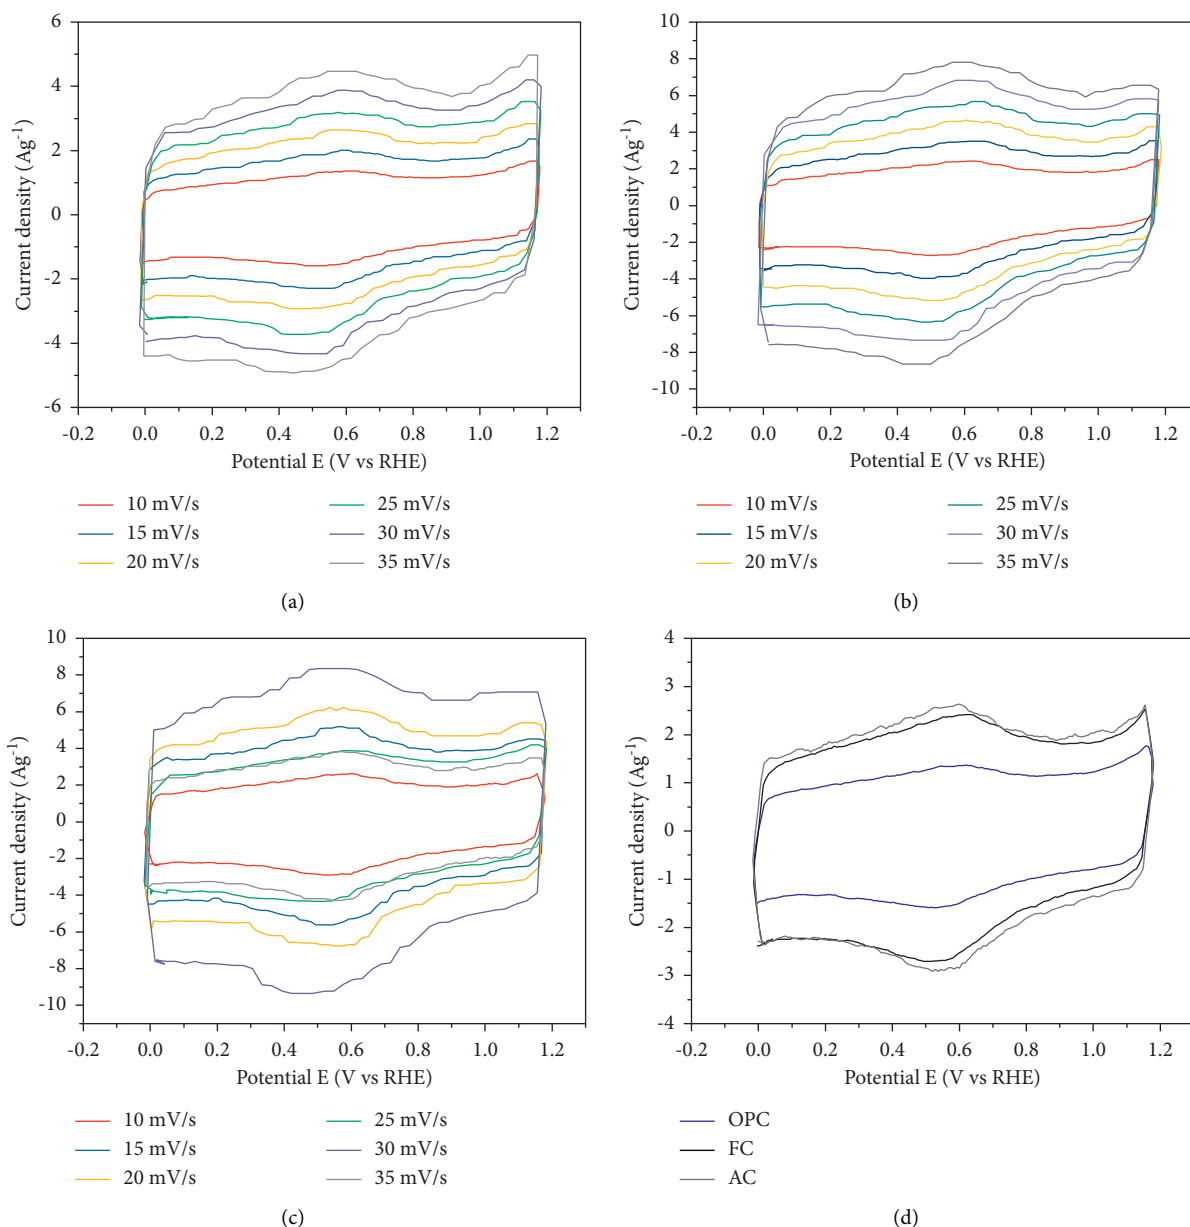 6
4
2
0
-2
-4
-6
Current density (Ag⁻¹)
-0.2 0.0 0.2 0.4 0.6 0.8 1.0 1.2
Potential E (V vs RHE)
10 mV/s 25 mV/s
15 mV/s 30 mV/s
20 mV/s 35 mV/s
(a)
10
8
6
4
2
0
-2
-4
-6
-8
-10
Current density (Ag⁻¹)
-0.2 0.0 0.2 0.4 0.6 0.8 1.0 1.2
Potential E (V vs RHE)
10 mV/s 25 mV/s
15 mV/s 30 mV/s
20 mV/s 35 mV/s
(b)
10
8
6
4
2
0
-2
-4
-6
-8
-10
Current density (Ag⁻¹)
-0.2 0.0 0.2 0.4 0.6 0.8 1.0 1.2
Potential E (V vs RHE)
10 mV/s 25 mV/s
15 mV/s 30 mV/s
20 mV/s 35 mV/s
(c)
4
3
2
1
0
-1
-2
-3
-4
Current density (Ag⁻¹)
-0.2 0.0 0.2 0.4 0.6 0.8 1.0 1.2
Potential E (V vs RHE)
OPC
FC
AC
(d)